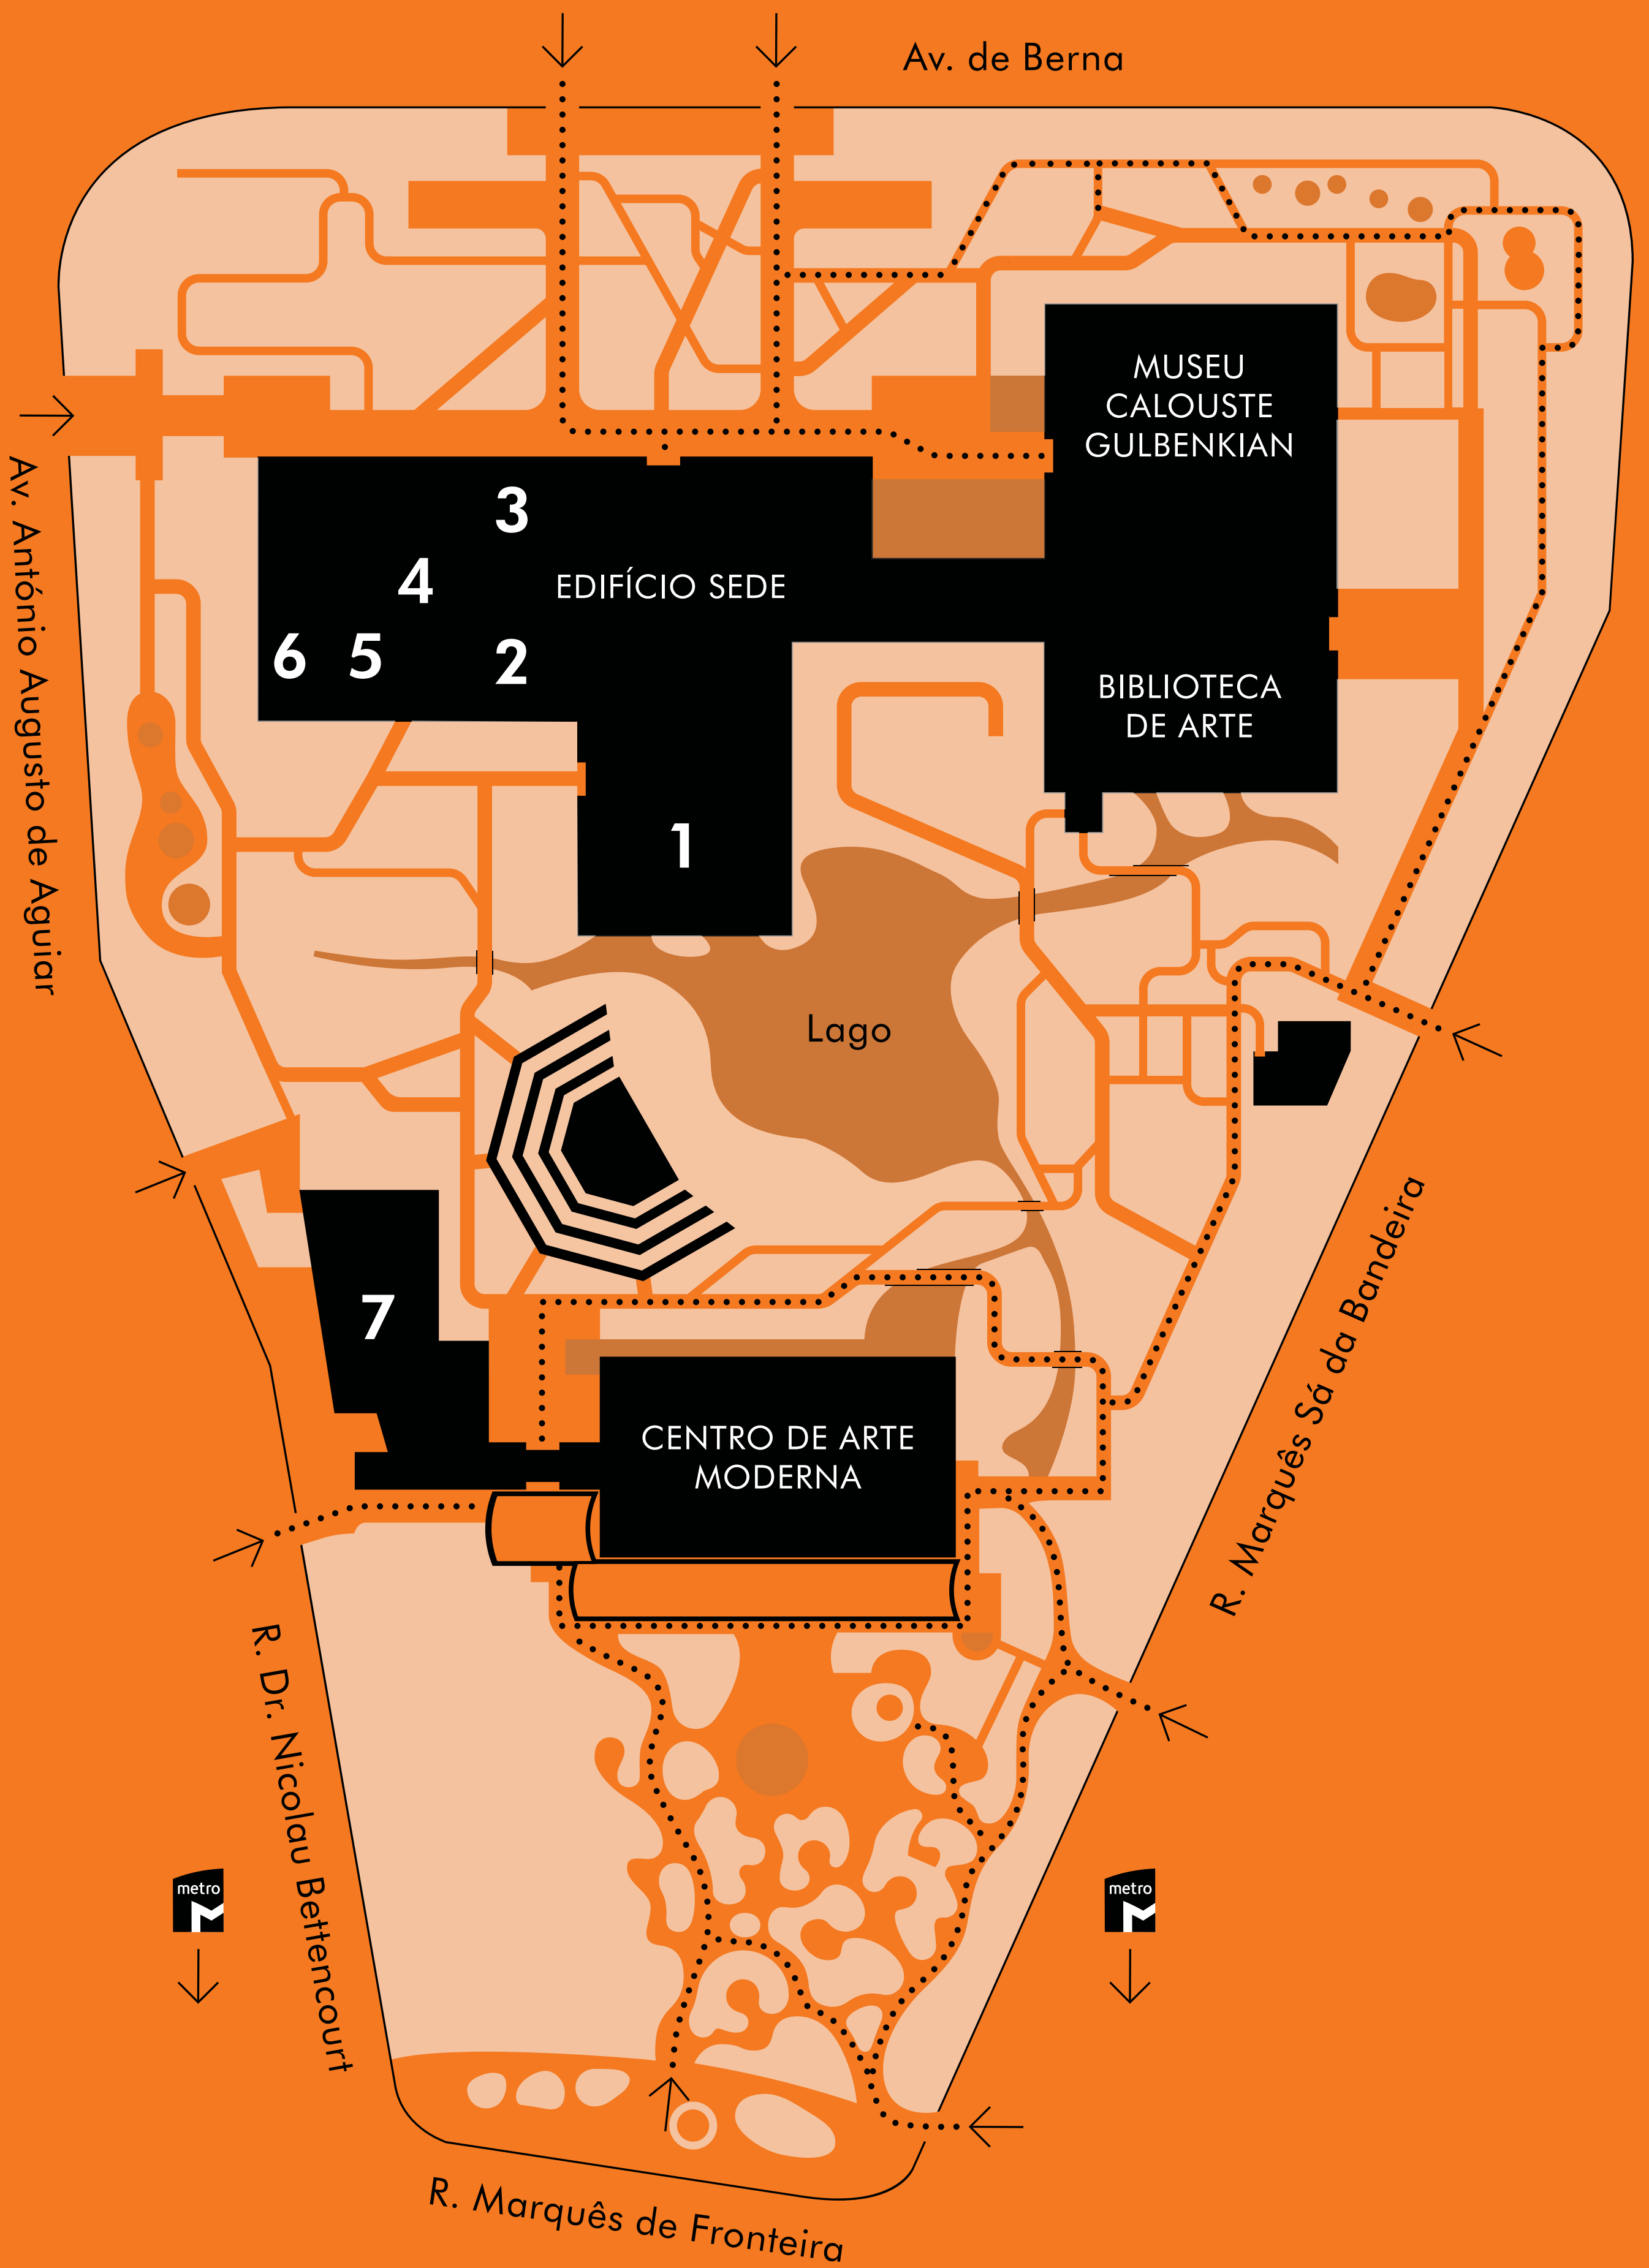 Av. de Berna
MUSEU
CALOUSTE
GULBENKIAN
Av. António Augusto de Aguiar
3
4
EDIFÍCIO SEDE
6
5
2
BIBLIOTECA
DE ARTE
1
Lago
R. Marquês Sá da Bandeira
7
CENTRO DE ARTE
MODERNA
R. Dr. Nicolau Bettencourt
metro
M
metro
M
R. Marquês de Fronteira